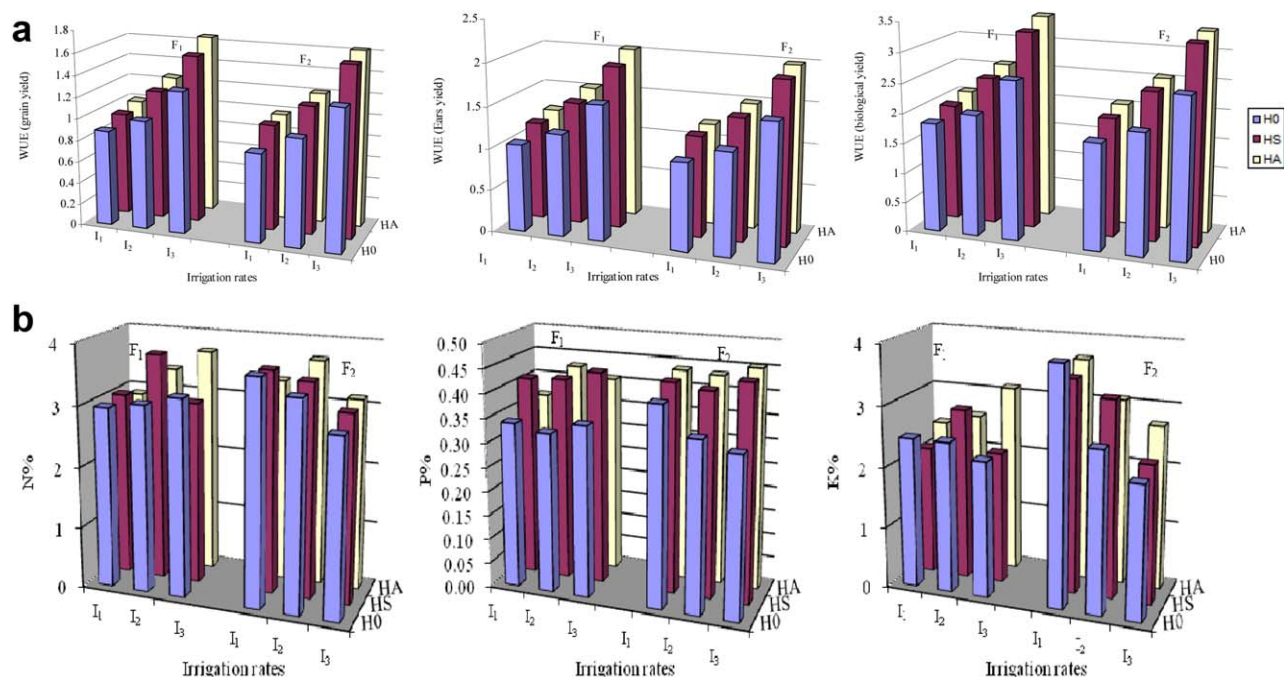 a
WUE (grain yield)
1.8
1.6
1.4
1.2
1
0.8
0.6
0.4
0.2
0
F1
F2
I1
I2
I3
I1
I2
I3
HA
H0
Irrigation rates
WUE (Ears yield)
2.5
2
1.5
1
0.5
0
F1
F2
I1
I2
I3
I1
I2
I3
HA
H0
Irrigation rates
WUE (biological yield)
3.5
3
2.5
2
1.5
1
0.5
0
F1
F2
I1
I2
I3
I1
I2
I3
HA
H0
Irrigation rates
H0
HS
HA
b
N%
4
3
2
1
0
F1
F2
I1
I2
I3
I1
I2
I3
HA
HS
H0
Irrigation rates
P%
0.50
0.45
0.40
0.35
0.30
0.25
0.20
0.15
0.10
0.05
0.00
F1
F2
I1
I2
I3
I1
I2
I3
HA
HS
H0
Irrigation rates
K%
4
3
2
1
0
F2
I2
I3
I1
I3
HA
HS
H0
Irrigation rates